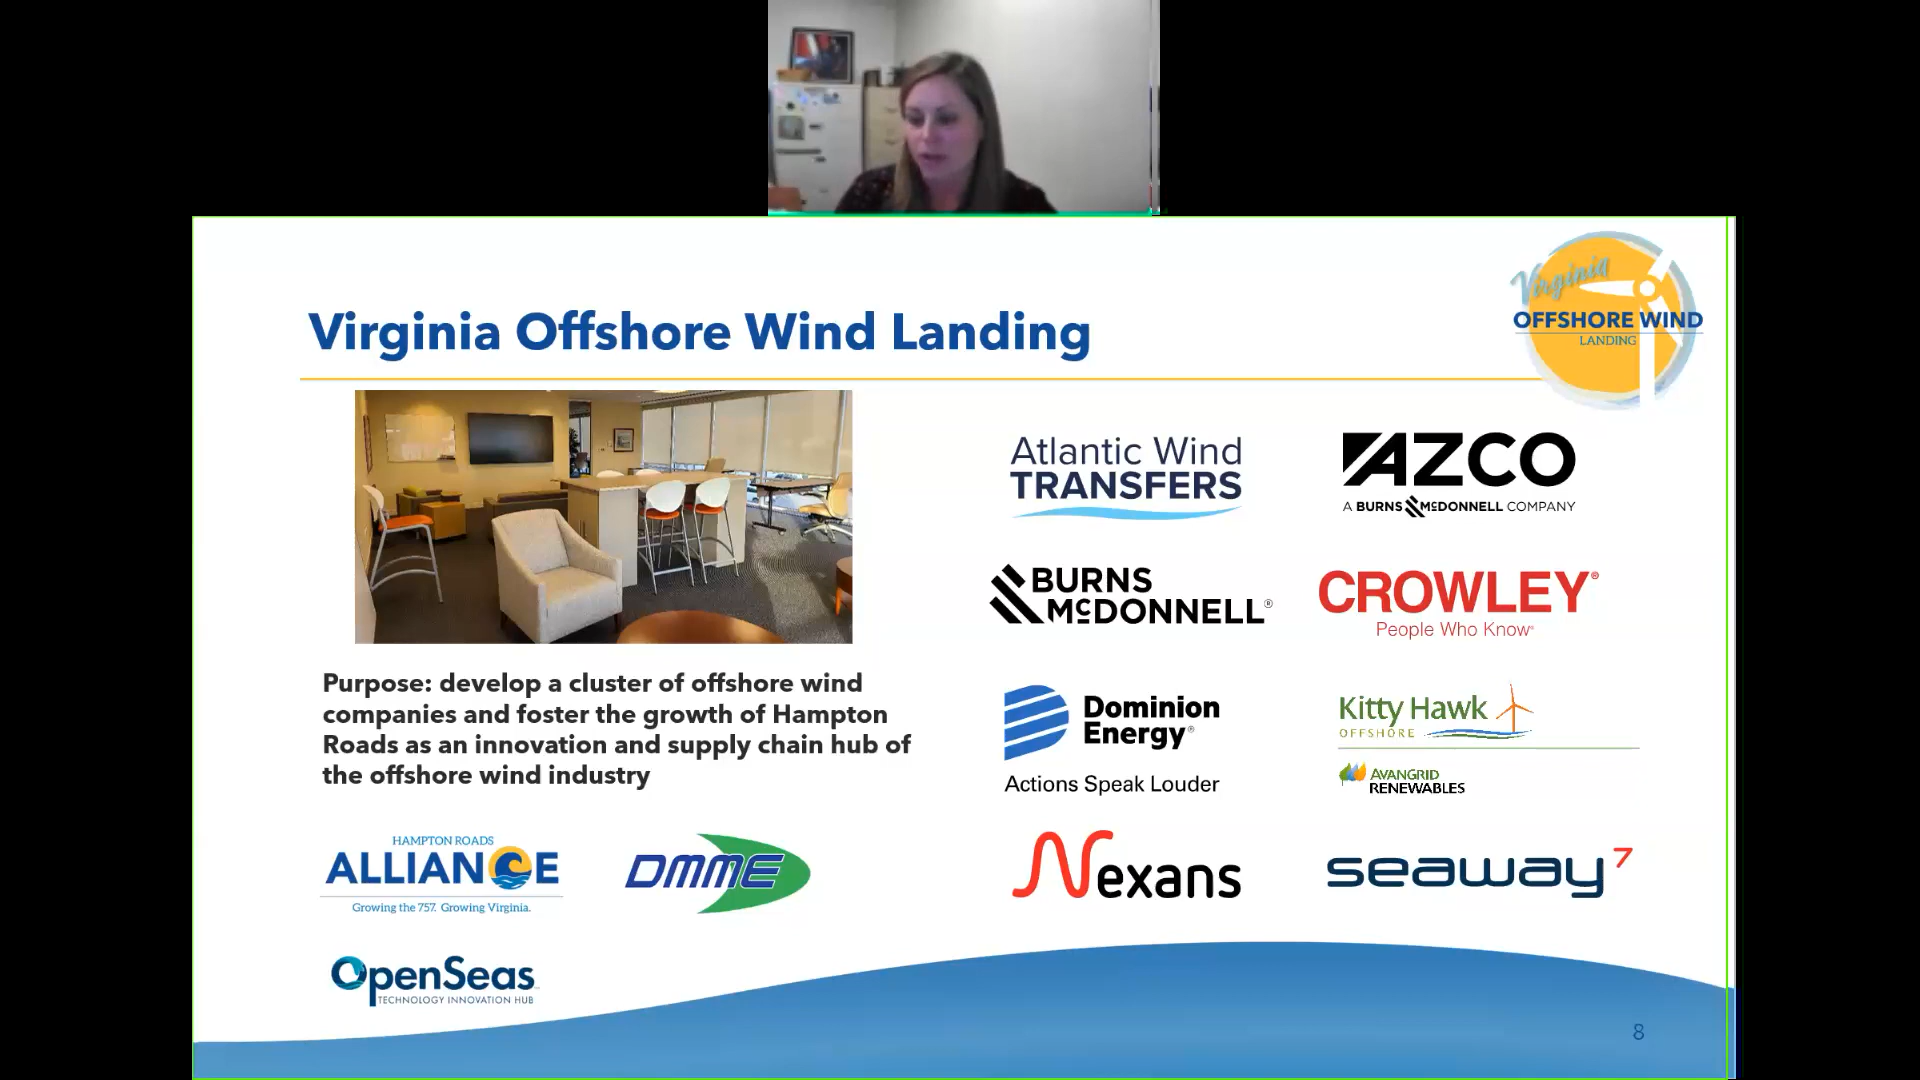 Virginia
OFFSHORE WIND
LANDING
Virginia Offshore Wind Landing
Atlantic Wind
TRANSFERS
AZCO
A BURNS McDONNELL COMPANY
BURNS
McDONNELL®
CROWLEY®
People Who Know®
Purpose: develop a cluster of offshore wind
companies and foster the growth of Hampton
Roads as an innovation and supply chain hub of
the offshore wind industry
Dominion
Energy®
Actions Speak Louder
Kitty Hawk
OFFSHORE
AVANGRID
RENEWABLES
HAMPTON ROADS
ALLIANCE
Growing the 757. Growing Virginia.
DMME
Nexans
seaway7
OpenSeas
TECHNOLOGY INNOVATION HUB
8